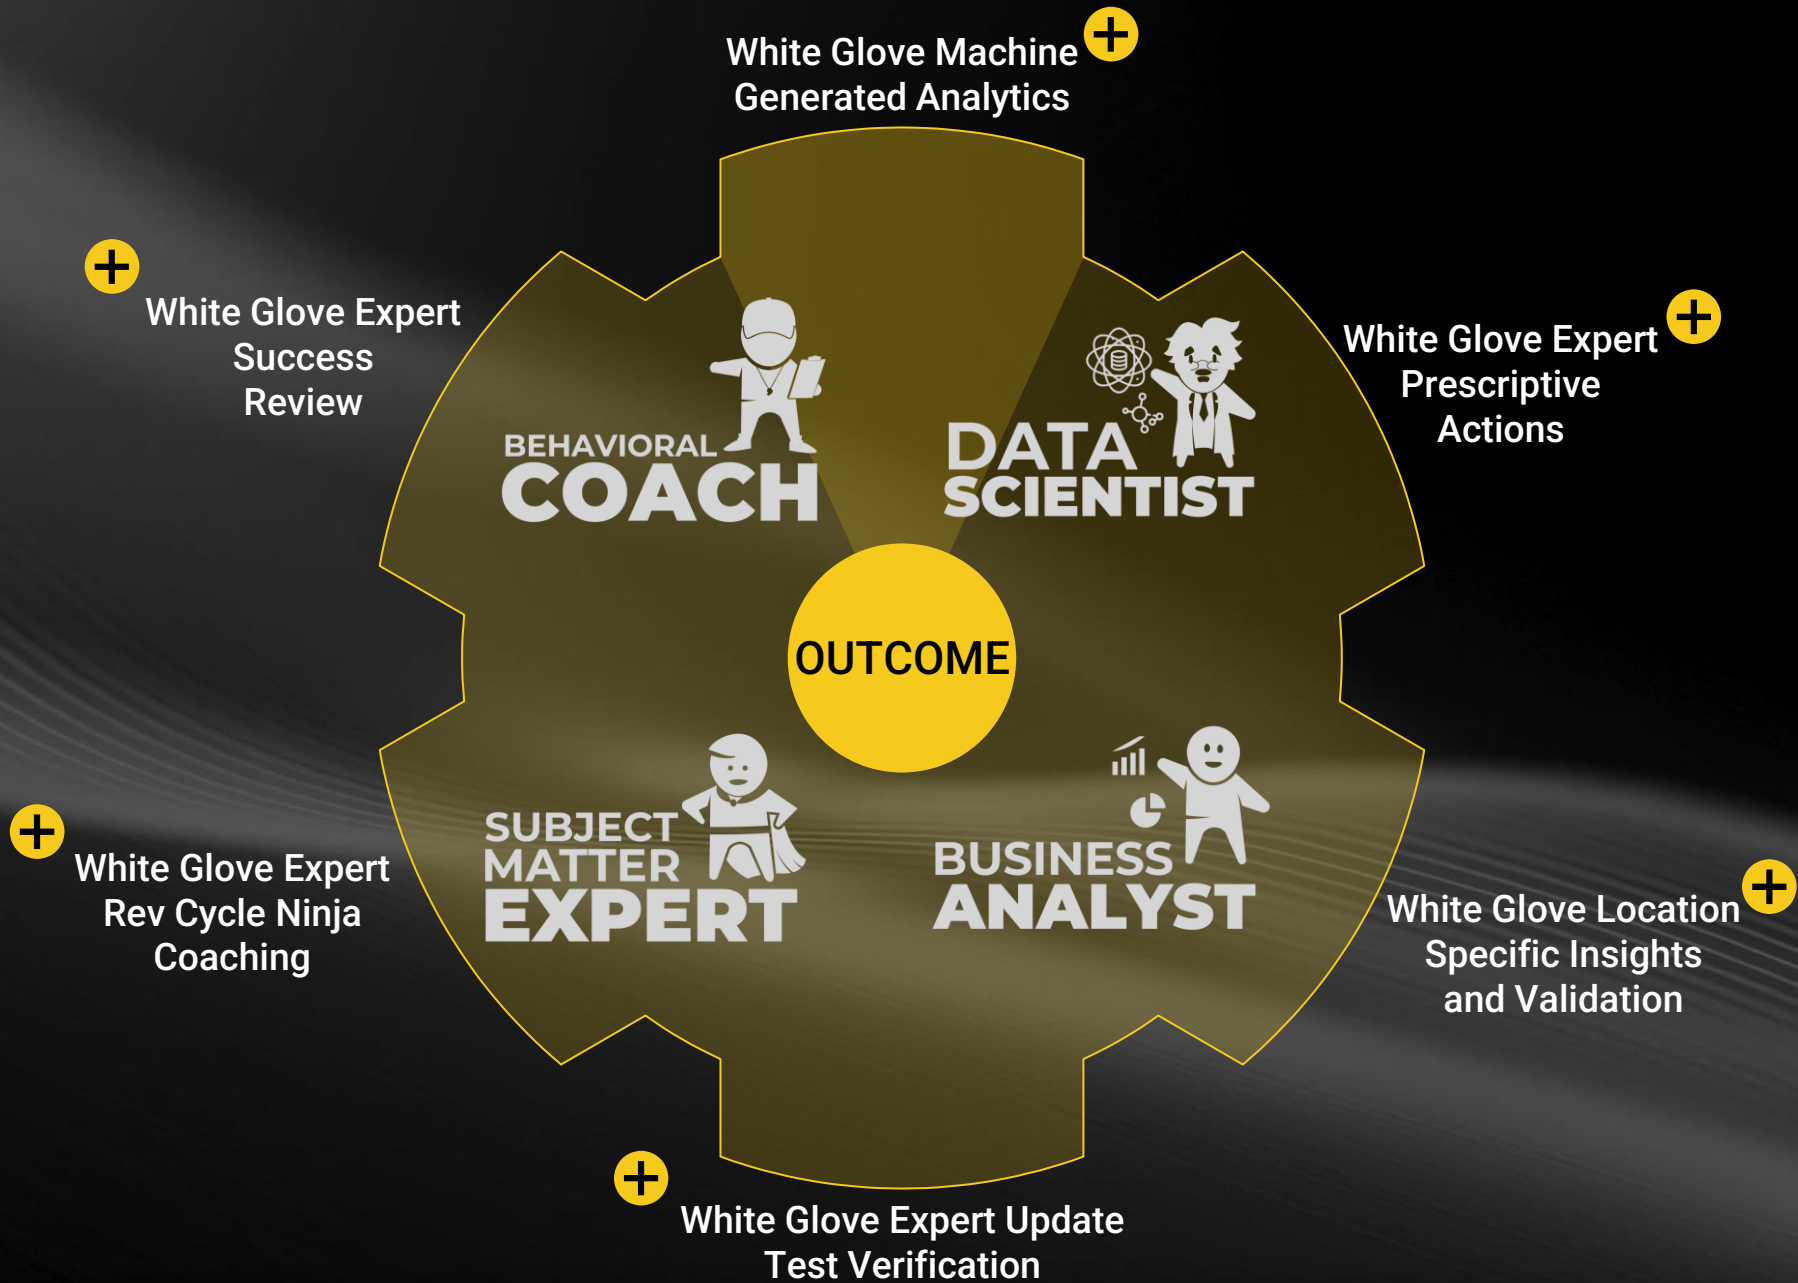 White Glove Machine
Generated Analytics
White Glove Expert
Success
Review
White Glove Expert
Prescriptive
Actions
BEHAVIORAL
COACH
DATA
SCIENTIST
OUTCOME
SUBJECT
MATTER
EXPERT
BUSINESS
ANALYST
White Glove Expert
Rev Cycle Ninja
Coaching
White Glove Location
Specific Insights
and Validation
White Glove Expert Update
Test Verification